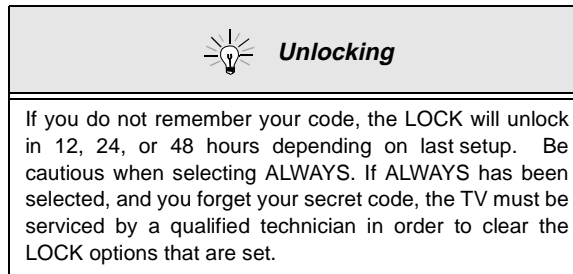 Unlocking
If you do not remember your code, the LOCK will unlock
in 12, 24, or 48 hours depending on last setup. Be
cautious when selecting ALWAYS. If ALWAYS has been
selected, and you forget your secret code, the TV must be
serviced by a qualified technician in order to clear the
LOCK options that are set.